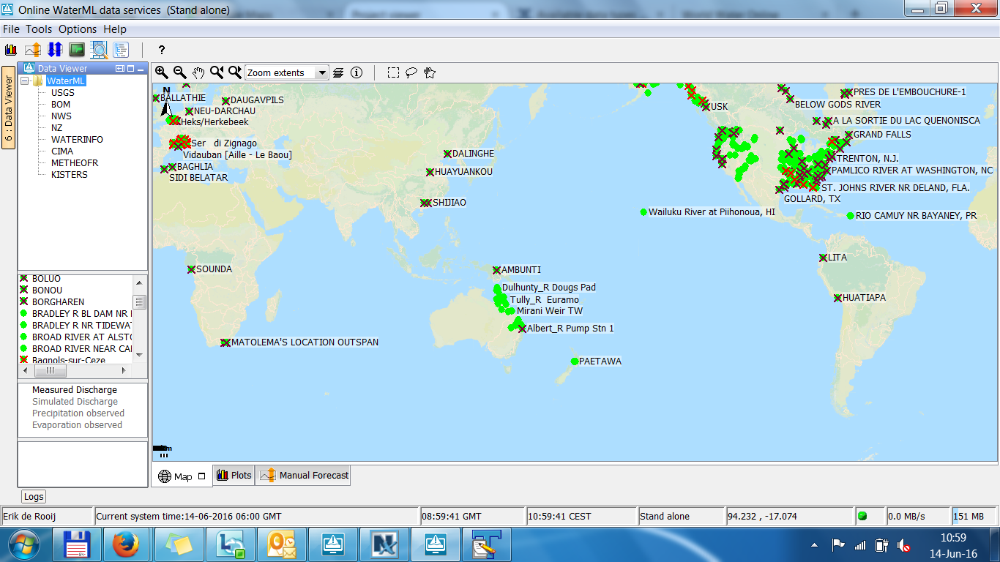 Online WaterML data services (Stand alone)
File Tools Options Help
?
6 : Data Viewer
Data Viewer
WaterML
USGS
BOM
NWS
NZ
WATERINFO
CIMA
METHEOFR
KISTERS
BOLUO
BONOU
BORGHAREN
BRADLEY R BL DAM NR
BRADLEY R NR TIDEWAT
BROAD RIVER AT ALSTO
BROAD RIVER NEAR CAR
Bagnols-sur-Ceze
Measured Discharge
Simulated Discharge
Precipitation observed
Evaporation observed
Zoom extents
N
BALLATHIE
DAUGAVPILS
NEU-DARCHAU
Heks/Herkebeek
Ser di Zignago
Vidauban [Aille - Le Baou]
BAGHLIA
SIDI BELATAR
DALINGHE
HUAYUANKOU
SHIJIAO
SOUNDA
MATOLEMA'S LOCATION OUTSPAN
AMBUNTI
Dulhunty_R Dougs Pad
Tully_R Euramo
Mirani Weir TW
Albert_R Pump Stn 1
PAETAWA
Wailuku River at Piihonoua, HI
USK
PRES DE L'EMBOUCHURE-1
BELOW GODS RIVER
A LA SORTIE DU LAC QUENONISCA
GRAND FALLS
TRENTON, N.J.
PAMLICO RIVER AT WASHINGTON, NC
ST. JOHNS RIVER NR DELAND, FLA.
GOLLARD, TX
RIO CAMUY NR BAYANEY, PR
LITA
HUATIAPA
Map
Plots
Manual Forecast
Logs
Erik de Rooij
Current system time:14-06-2016 06:00 GMT
08:59:41 GMT
10:59:41 CEST
Stand alone
94.232 , -17.074
0.0 MB/s
151 MB
10:59
14-Jun-16